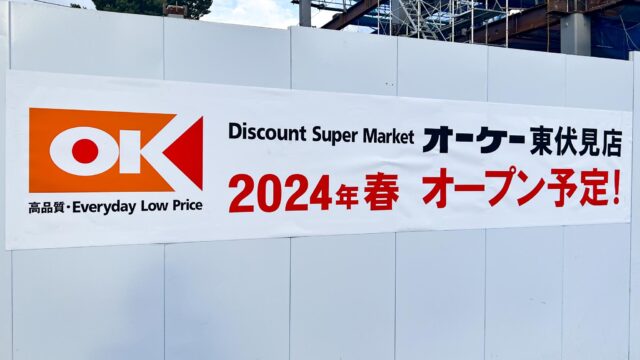 OK
高品質・Everyday Low Price
Discount Super Market オーケー東伏見店
2024年 春 オープン予定!